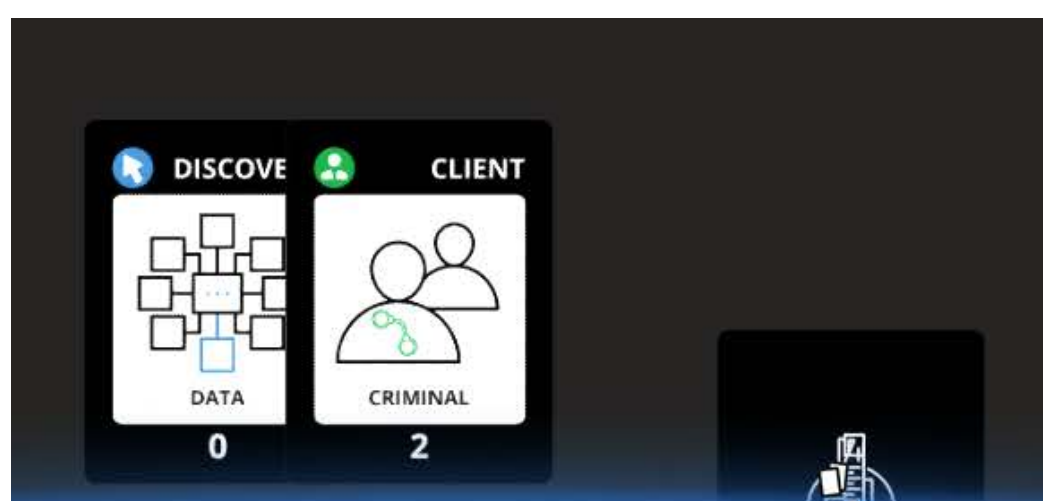 DISCOVE
DATA
0
CLIENT
CRIMINAL
2